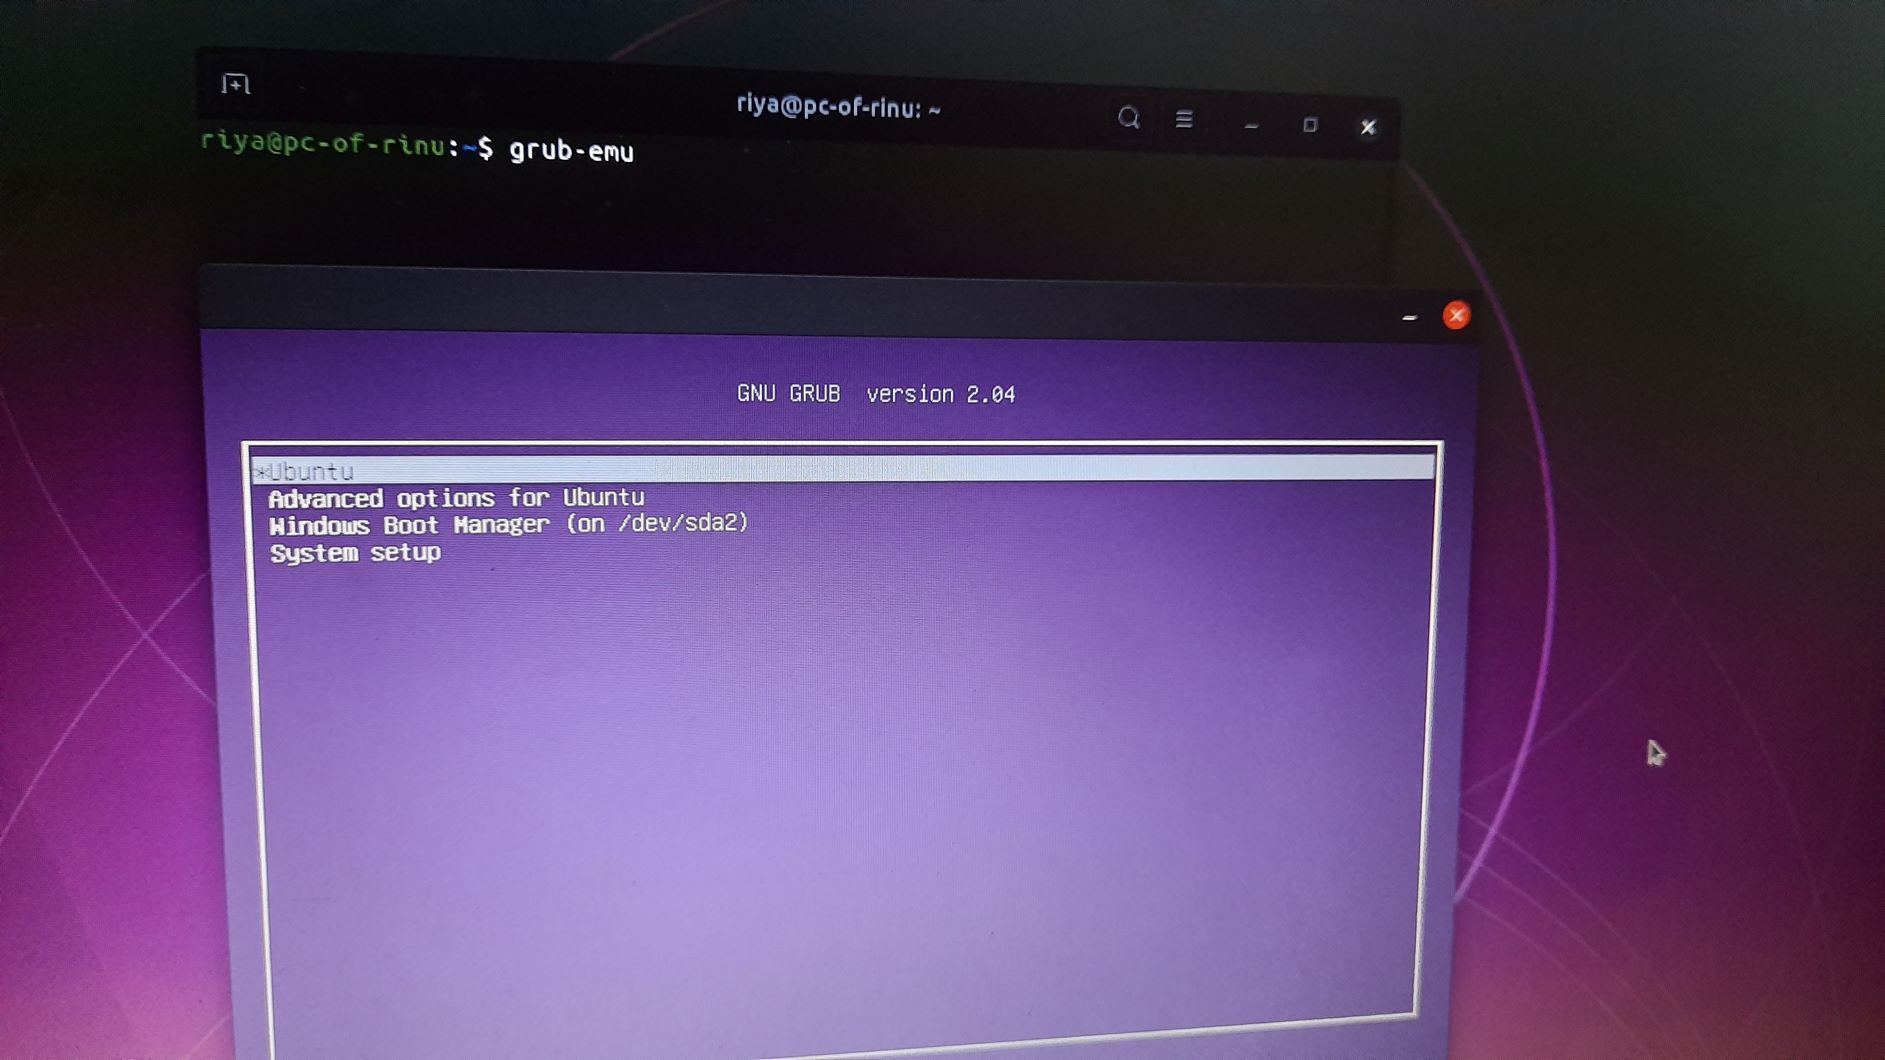 riya@pc-of-rinu: ~
riya@pc-of-rinu:~$ grub-emu
GNU GRUB  version 2.04
*Ubuntu
Advanced options for Ubuntu
Windows Boot Manager (on /dev/sda2)
System setup